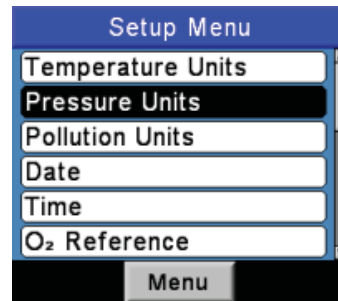 Setup Menu
Temperature Units
Pressure Units
Pollution Units
Date
Time
O₂ Reference
Menu